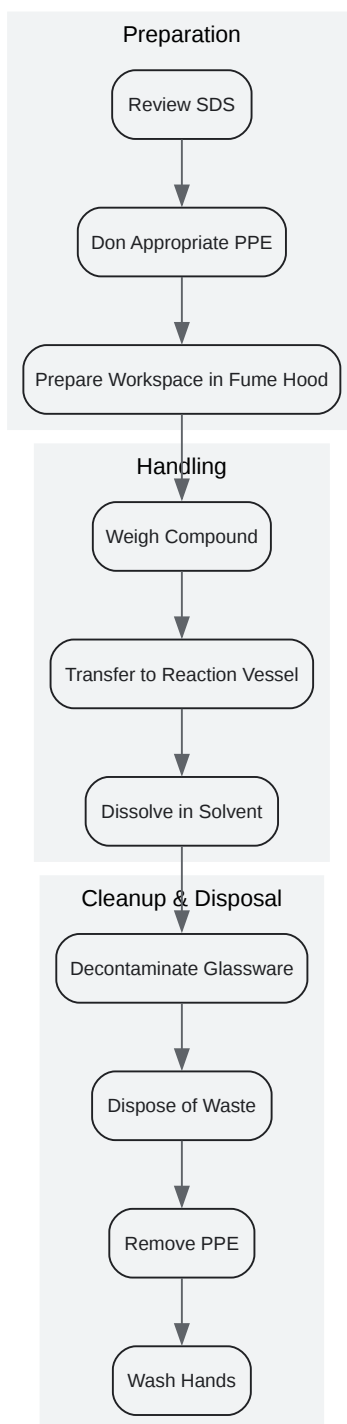 Preparation
Review SDS
Don Appropriate PPE
Prepare Workspace in Fume Hood
Handling
Weigh Compound
Transfer to Reaction Vessel
Dissolve in Solvent
Cleanup & Disposal
Decontaminate Glassware
Dispose of Waste
Remove PPE
Wash Hands